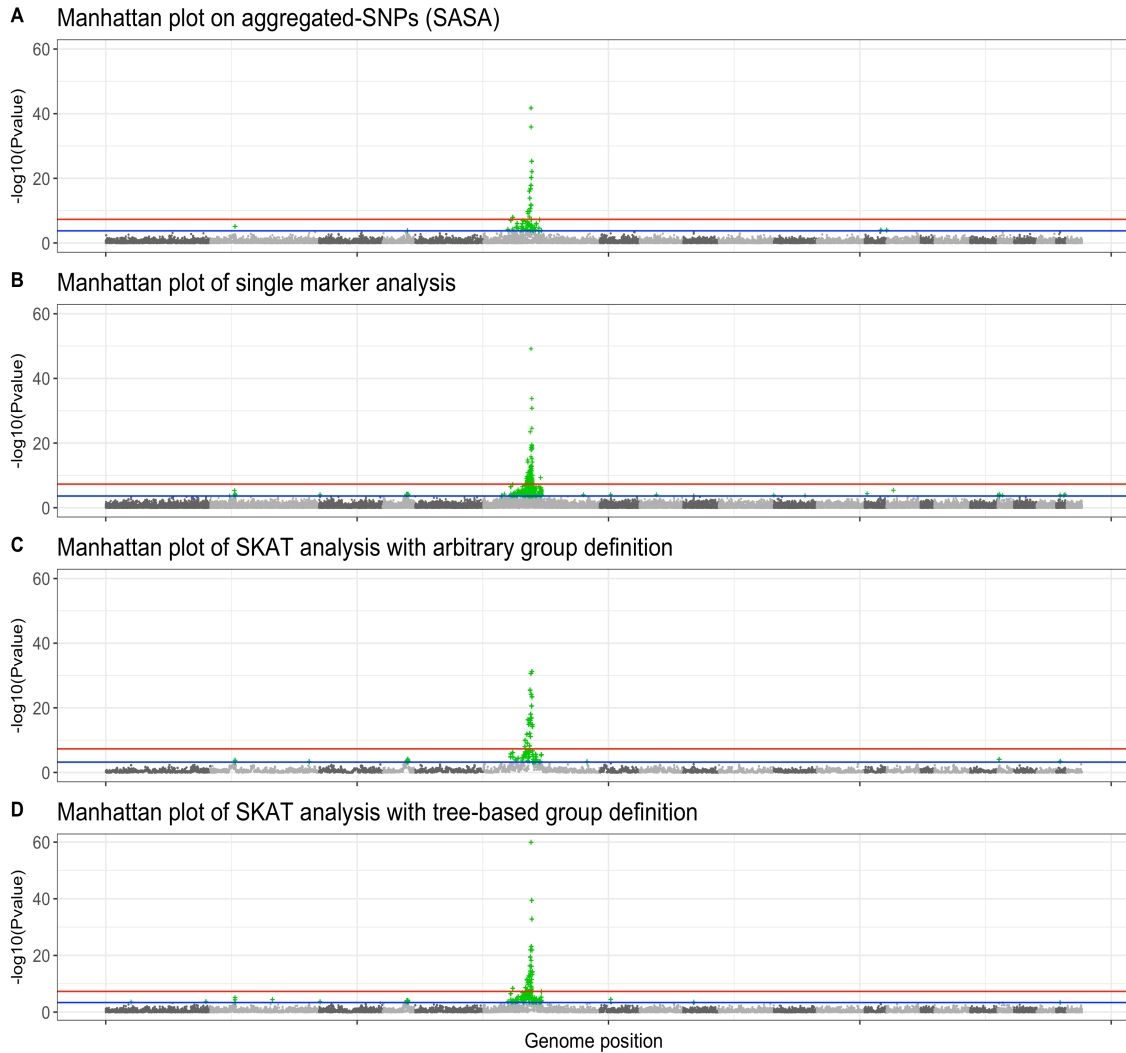 A Manhattan plot on aggregated-SNPs (SASA)
60
40
20
0
-log10(Pvalue)
B Manhattan plot of single marker analysis
60
40
20
0
-log10(Pvalue)
C Manhattan plot of SKAT analysis with arbitrary group definition
60
40
20
0
-log10(Pvalue)
D Manhattan plot of SKAT analysis with tree-based group definition
60
40
20
0
-log10(Pvalue)
Genome position